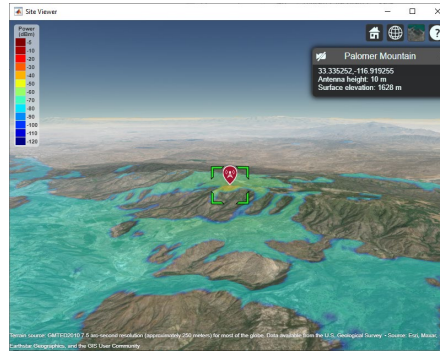 Site Viewer
Power
(dBm)
-5
-10
-20
-30
-40
-50
-60
-70
-80
-90
-100
-110
-120
?
Palomer Mountain
33.335252,-116.919255
Antenna height: 10 m
Surface elevation: 1628 m
Terrain source: GMTED2010 7.5 arc-second resolution (approximately 250 meters) for most of the globe. Data available from the U.S. Geological Survey. • Source: Esri, Maxar,
Earthstar Geographics, and the GIS User Community